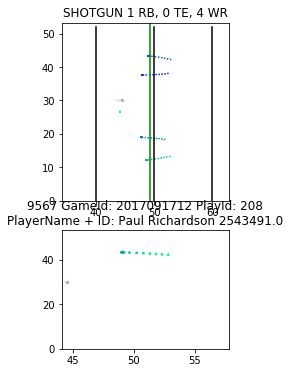 SHOTGUN 1 RB, 0 TE, 4 WR
50
40
30
20
10
0
40 50 60
9567 GameId: 2017091712 PlayId: 208
PlayerName + ID: Paul Richardson 2543491.0
40
20
0
45 50 55